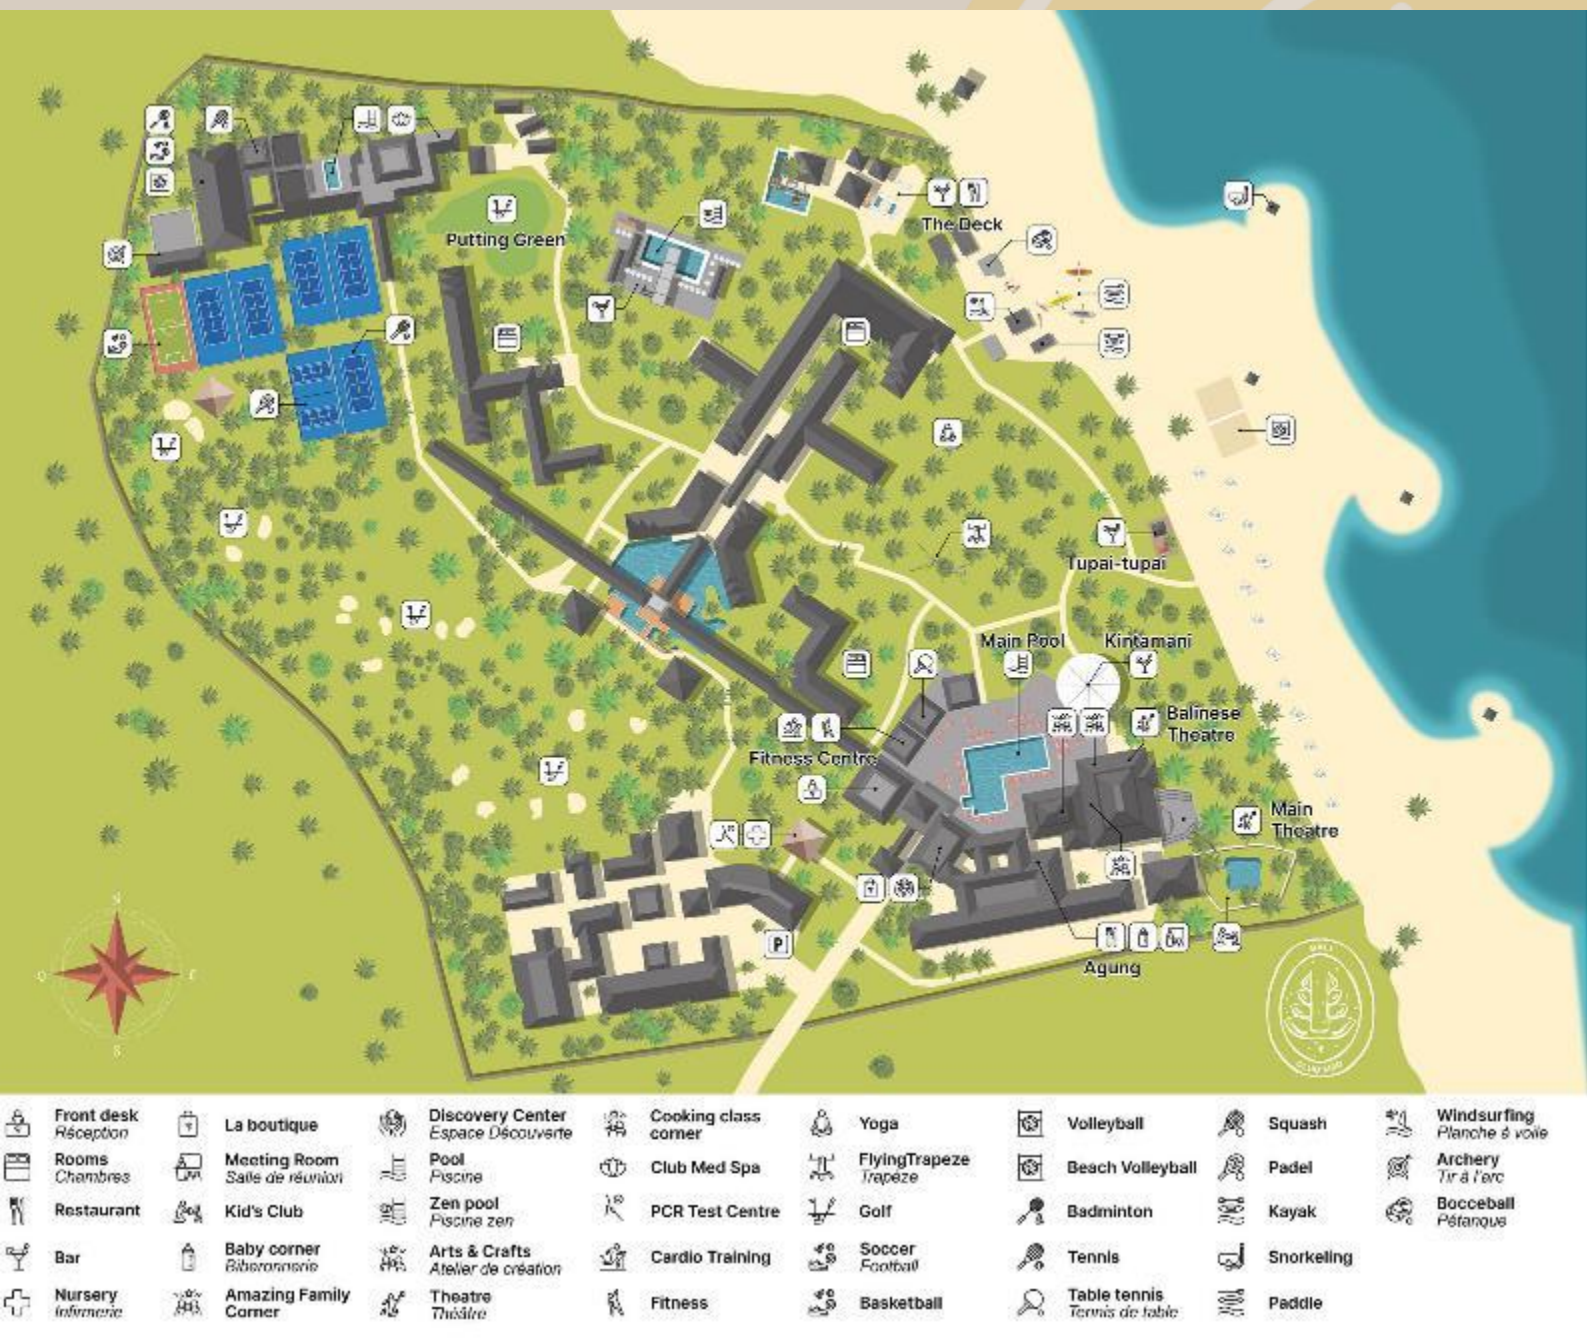 Putting Green
The Deck
Tupai-tupai
Main Pool
Kintamani
Balinese
Theatre
Fitness Centre
Main
Theatre
P
Agung
N
O
E
S
BALI
CLUB MED
Front desk
Réception
Rooms
Chambres
Restaurant
Bar
Nursery
Infirmerie
La boutique
Meeting Room
Salle de réunion
Kid's Club
Baby corner
Biberonnerie
Amazing Family
Corner
Discovery Center
Espace Découverte
Pool
Piscine
Zen pool
Piscine zen
Arts & Crafts
Atelier de création
Theatre
Théâtre
Cooking class
corner
Club Med Spa
PCR Test Centre
Cardio Training
Fitness
Yoga
FlyingTrapeze
Trapèze
Golf
Soccer
Football
Basketball
Volleyball
Beach Volleyball
Badminton
Tennis
Table tennis
Tennis de table
Squash
Padel
Kayak
Snorkeling
Paddle
Windsurfing
Planche à voile
Archery
Tir à l'arc
Bocceball
Pétanque